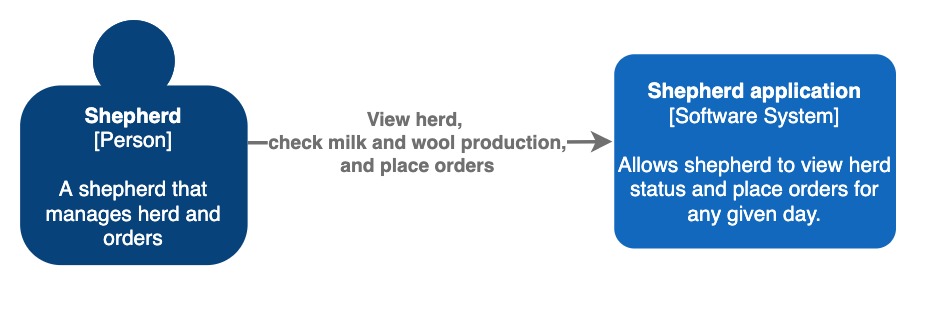 Shepherd
[Person]
A shepherd that
manages herd and
orders
View herd,
check milk and wool production,
and place orders
Shepherd application
[Software System]
Allows shepherd to view herd
status and place orders for
any given day.